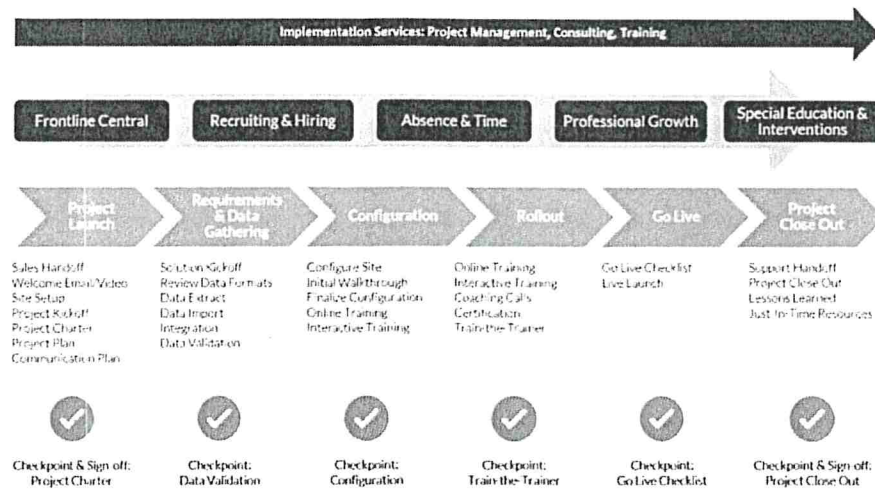 Implementation Services: Project Management, Consulting, Training
Frontline Central
Recruiting & Hiring
Absence & Time
Professional Growth
Special Education &
Interventions
Project
Launch
Requirements
& Data
Gathering
Configuration
Rollout
Go Live
Project
Close Out
Sales Handoff
Welcome Email/Video
Site Setup
Project Kickoff
Project Charter
Project Plan
Communication Plan
Solution Kickoff
Review Data Formats
Data Extract
Data Import
Integration
Data Validation
Configure Site
Initial Walkthrough
Finalize Configuration
Online Training
Interactive Training
Online Training
Interactive Training
Coaching Calls
Certification
Train-the-Trainer
Go Live Checklist
Live Launch
Support Handoff
Project Close Out
Lessons Learned
Just-In-Time Resources
Checkpoint & Sign-off:
Project Charter
Checkpoint:
Data Validation
Checkpoint:
Configuration
Checkpoint:
Train-the-Trainer
Checkpoint:
Go Live Checklist
Checkpoint & Sign-off:
Project Close Out